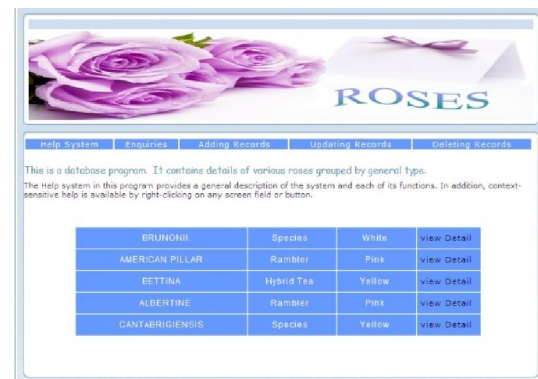 ROSES
Help System Enquiries Adding Records Updating Records Deleting Records
This is a database program. It contains details of various roses grouped by general type.
The Help system in this program provides a general description of the system and each of its functions. In addition, context-
sensitive help is available by right-clicking on any screen field or button.
BRUNONII Species White view Detail
AMERICAN PILLAR Rambler Pink view Detail
BETTINA Hybrid Tea Yellow view Detail
ALBERTINE Rambler Pink view Detail
CANTABRIGIENSIS Species Yellow view Detail